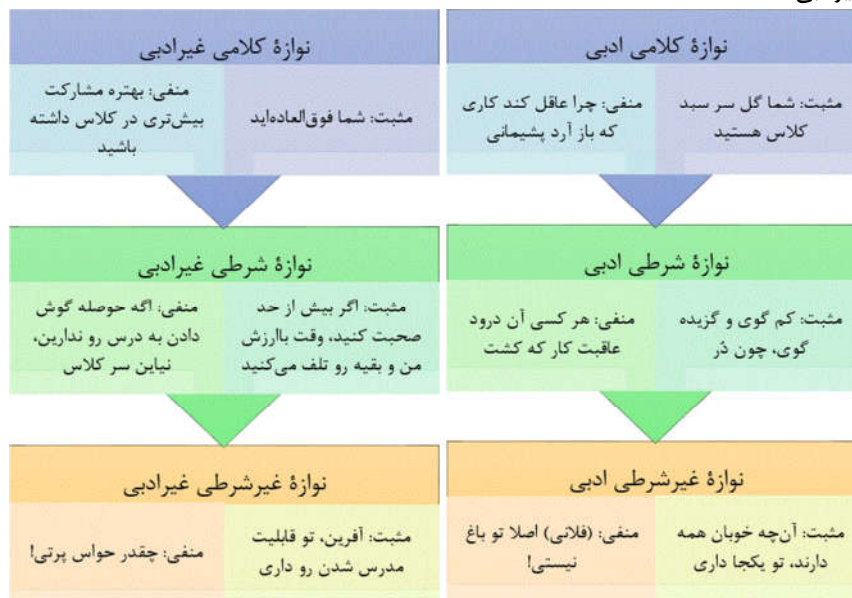 نوازهٔ کلامی ادبی
مثبت: شما گل سر سبد
کلاس هستید
منفی: چرا عاقل کند کاری
که باز آرد پشیمانی
نوازهٔ شرطی ادبی
مثبت: کم گوی و گزیده
گوی، چون دُر
منفی: هر کسی آن درود
عاقبت کار که کشت
نوازهٔ غیرشرطی ادبی
مثبت: آن‌چه خوبان همه
دارند، تو یکجا داری
منفی: (فلانی) اصلا تو باغ
نیستی!
نوازهٔ کلامی غیرادبی
مثبت: شما فوق‌العاده‌اید
منفی: بهتره مشارکت
بیش‌تری در کلاس داشته
باشید
نوازهٔ شرطی غیرادبی
مثبت: اگر بیش از حد
صحبت کنید، وقت باارزش
من و بقیه رو تلف می‌کنید
منفی: اگه حوصله گوش
دادن به درس رو ندارین،
نیاین سر کلاس
نوازهٔ غیرشرطی غیرادبی
مثبت: آفرین، تو قابلیت
مدرس شدن رو داری
منفی: چقدر حواس پرتی!